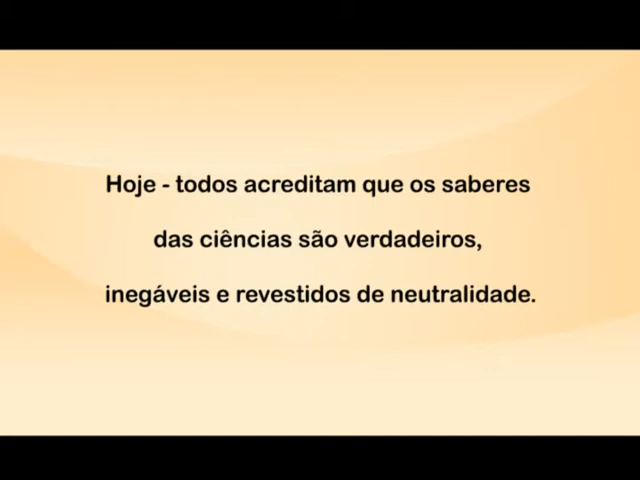 Hoje - todos acreditam que os saberes
das ciências são verdadeiros,
inegáveis e revestidos de neutralidade.